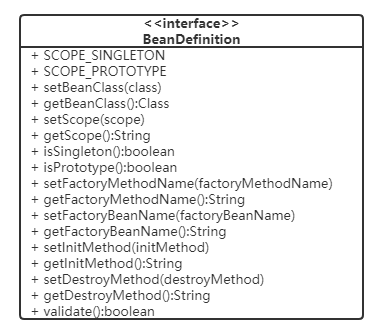 <<interface>>
BeanDefinition
+ SCOPE_SINGLETON
+ SCOPE_PROTOTYPE
+ setBeanClass(class)
+ getBeanClass():Class
+ setScope(scope)
+ getScope():String
+ isSingleton():boolean
+ isPrototype():boolean
+ setFactoryMethodName(factoryMethodName)
+ getFactoryMethodName():String
+ setFactoryBeanName(factoryBeanName)
+ getFactoryBeanName():String
+ setInitMethod(initMethod)
+ getInitMethod():String
+ setDestroyMethod(destroyMethod)
+ getDestroyMethod():String
+ validate():boolean